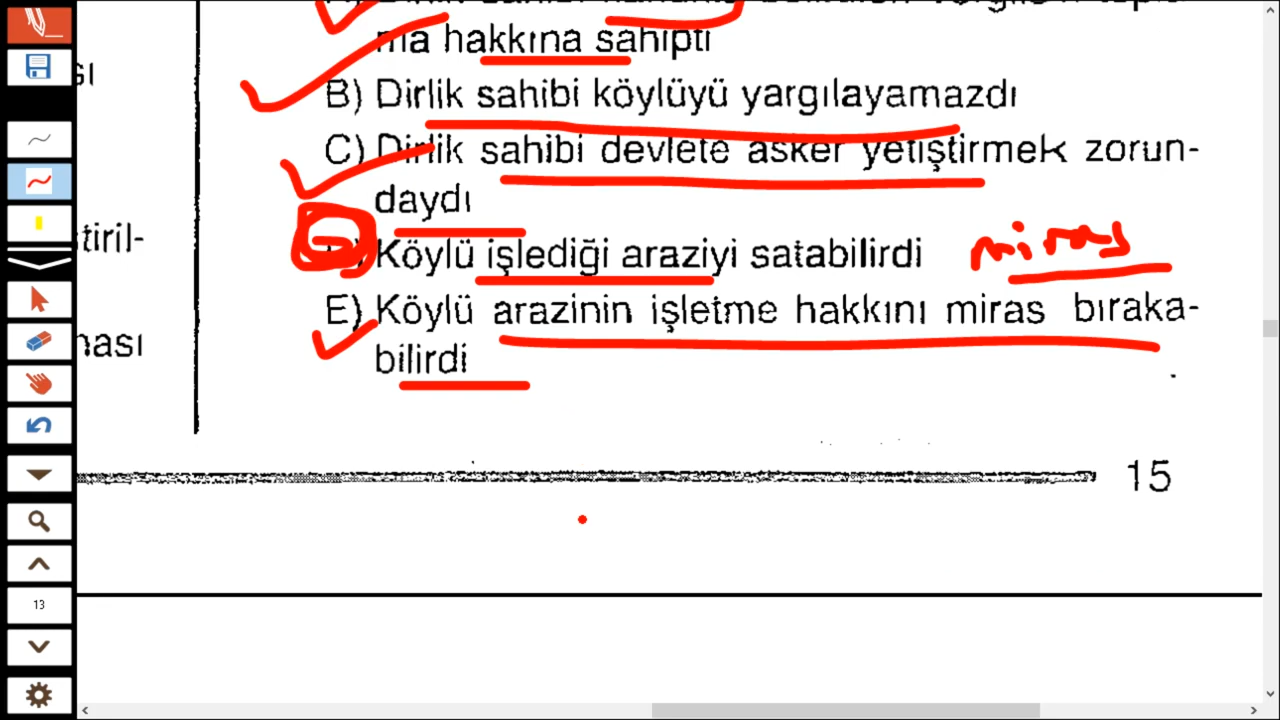 ma hakkına sahipti
sı
B) Dirlik sahibi köylüyü yargılayamazdı
C) Dirlik sahibi devlete asker yetiştirmek zorun-
daydı
tiril-
) Köylü işlediği araziyi satabilirdi miras
E) Köylü arazinin işletme hakkını miras bıraka-
ması
bilirdi
15
13